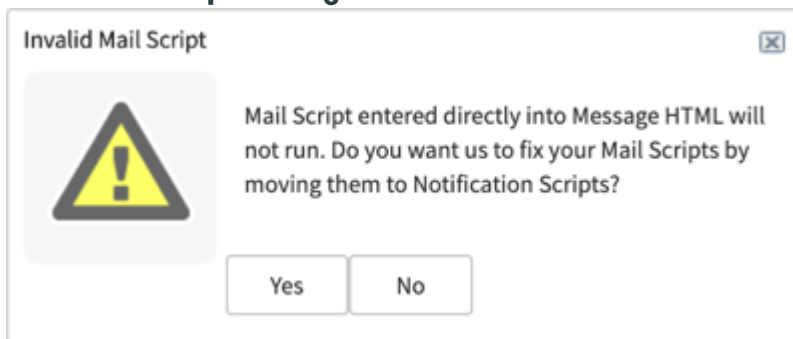 Invalid Mail Script
Mail Script entered directly into Message HTML will
not run. Do you want us to fix your Mail Scripts by
moving them to Notification Scripts?
Yes
No